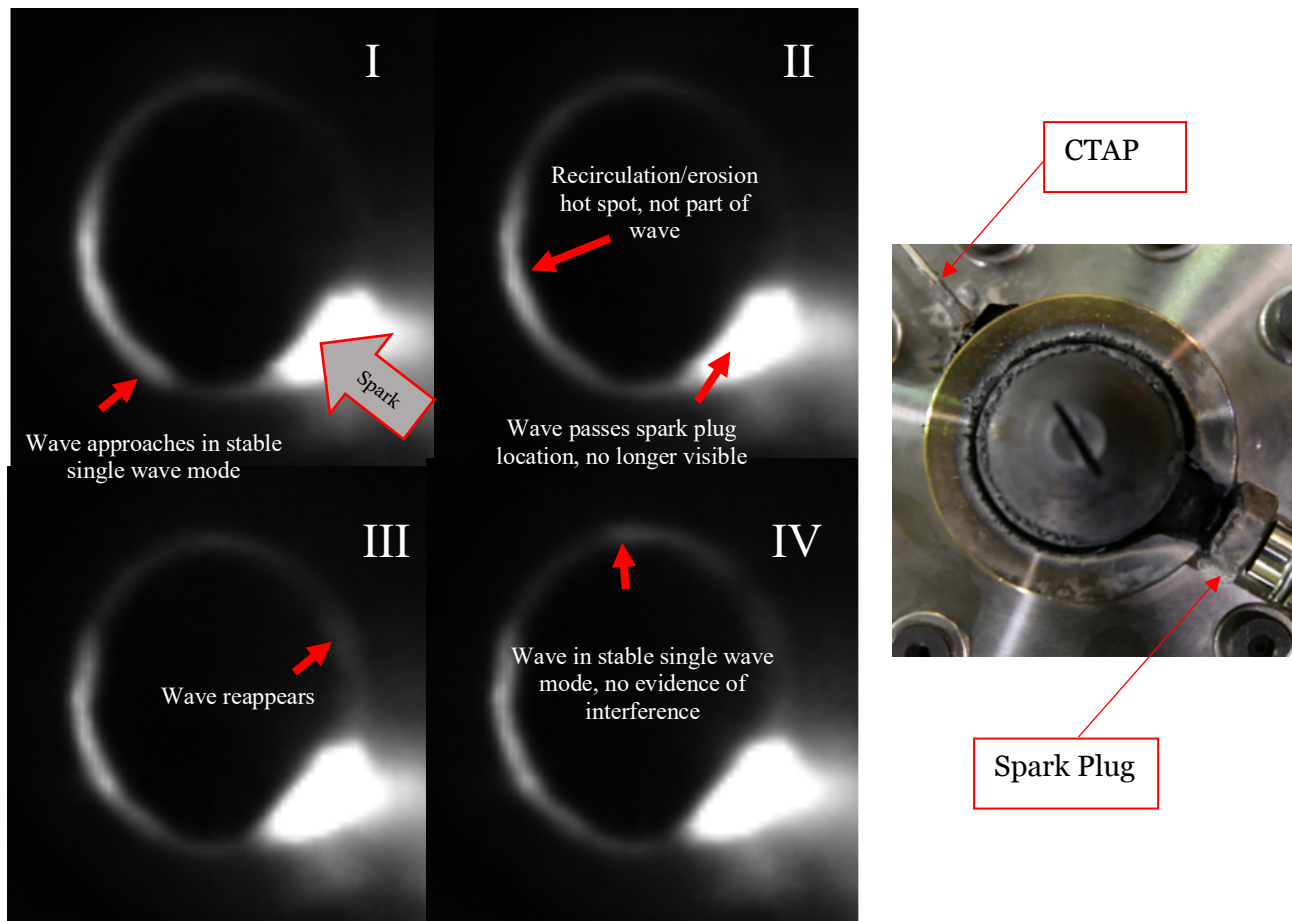 I
Spark
Wave approaches in stable
single wave mode
II
Recirculation/erosion
hot spot, not part of
wave
Wave passes spark plug
location, no longer visible
III
Wave reappears
IV
Wave in stable single wave
mode, no evidence of
interference
CTAP
Spark Plug